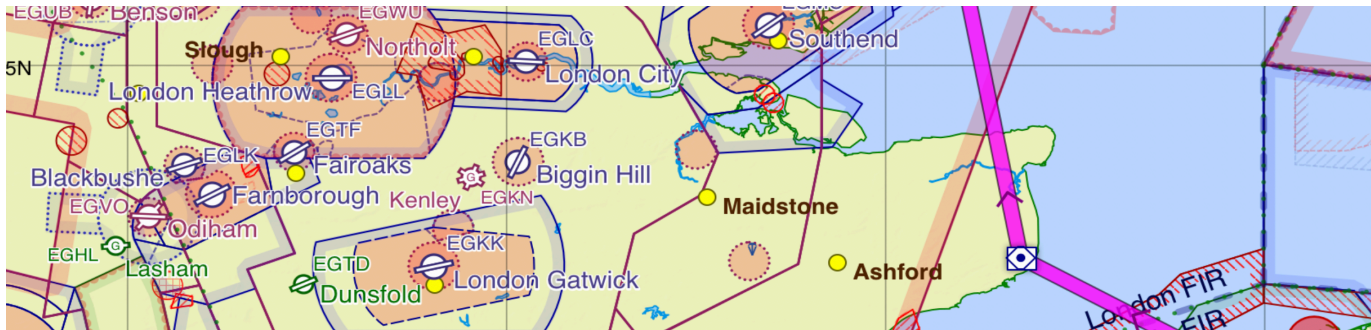 EGUB
Benson
EGWU
Northolt
Slough
EGLC
London City
EGMC
Southend
5N
London Heathrow
EGLL
EGTF
Fairoaks
EGLK
Blackbushe
Farnborough
EGVO
Odiham
EGHL
Lasham
EGKB
Biggin Hill
G
Kenley
EGKN
Maidstone
EGKK
London Gatwick
EGTD
Dunsfold
G
Ashford
London FIR
FIR